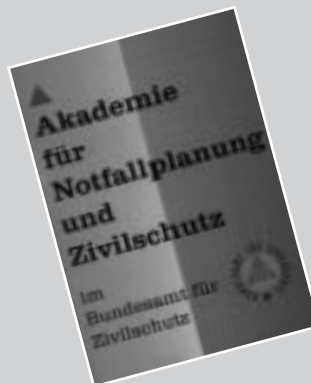 Akademie
für
Notfallplanung
und
Zivilschutz
im
Bundesamt für
Zivilschutz